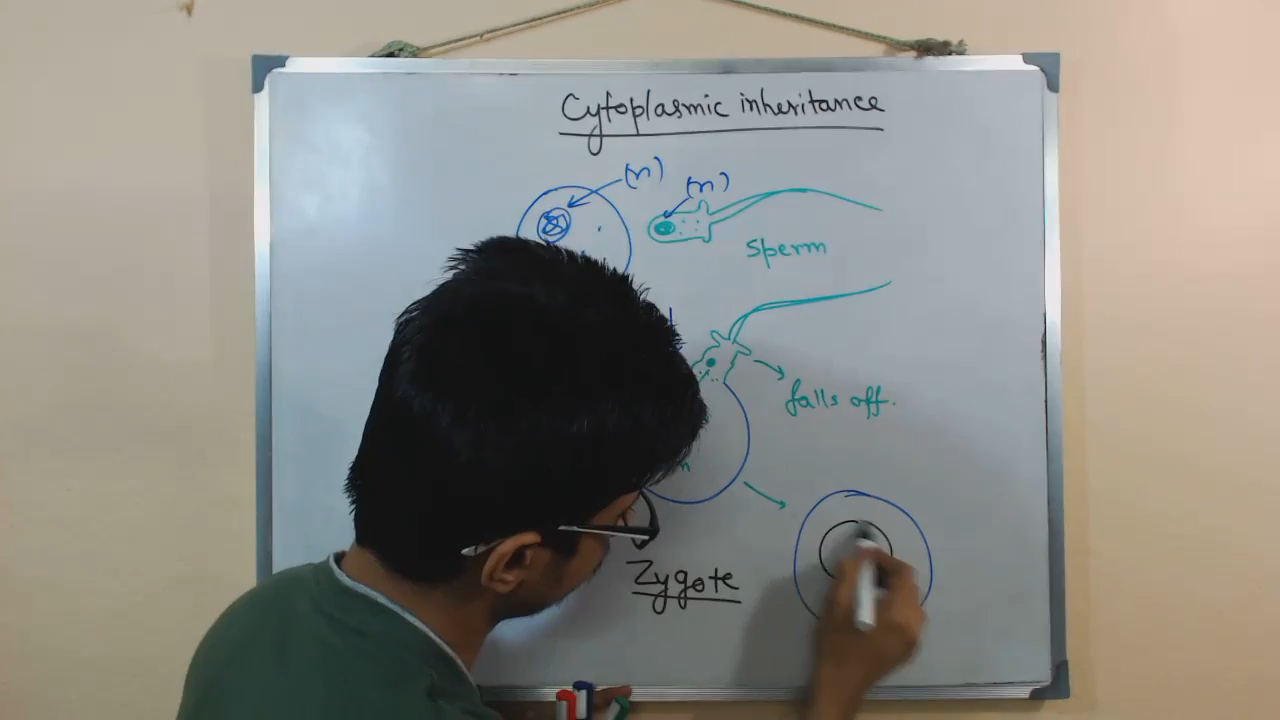 Cytoplasmic inheritance
(n)
(n)
Sperm
falls off.
n
Zygote